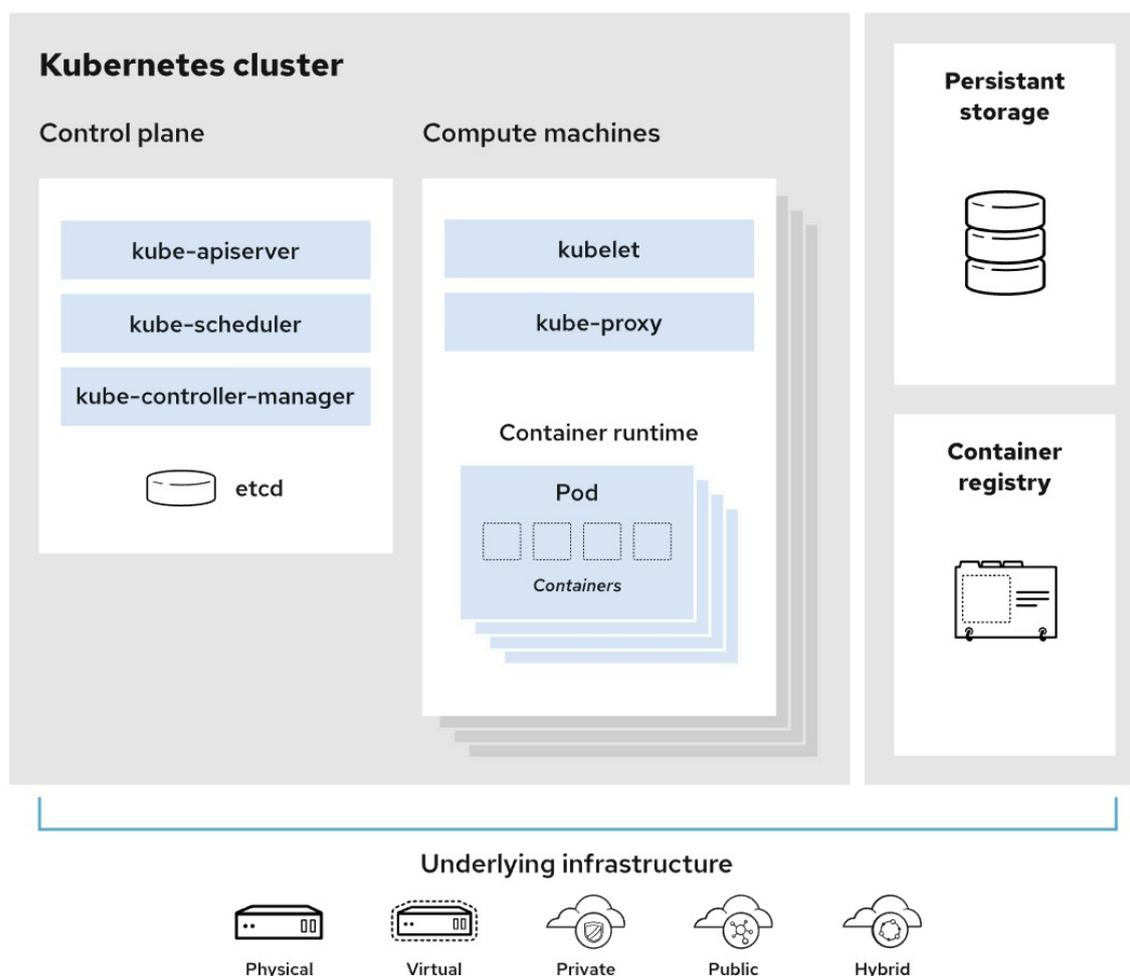 Kubernetes cluster
Control plane
kube-apiserver
kube-scheduler
kube-controller-manager
etcd
Compute machines
kubelet
kube-proxy
Container runtime
Pod
Containers
Persistant
storage
Container
registry
Underlying infrastructure
Physical
Virtual
Private
Public
Hybrid